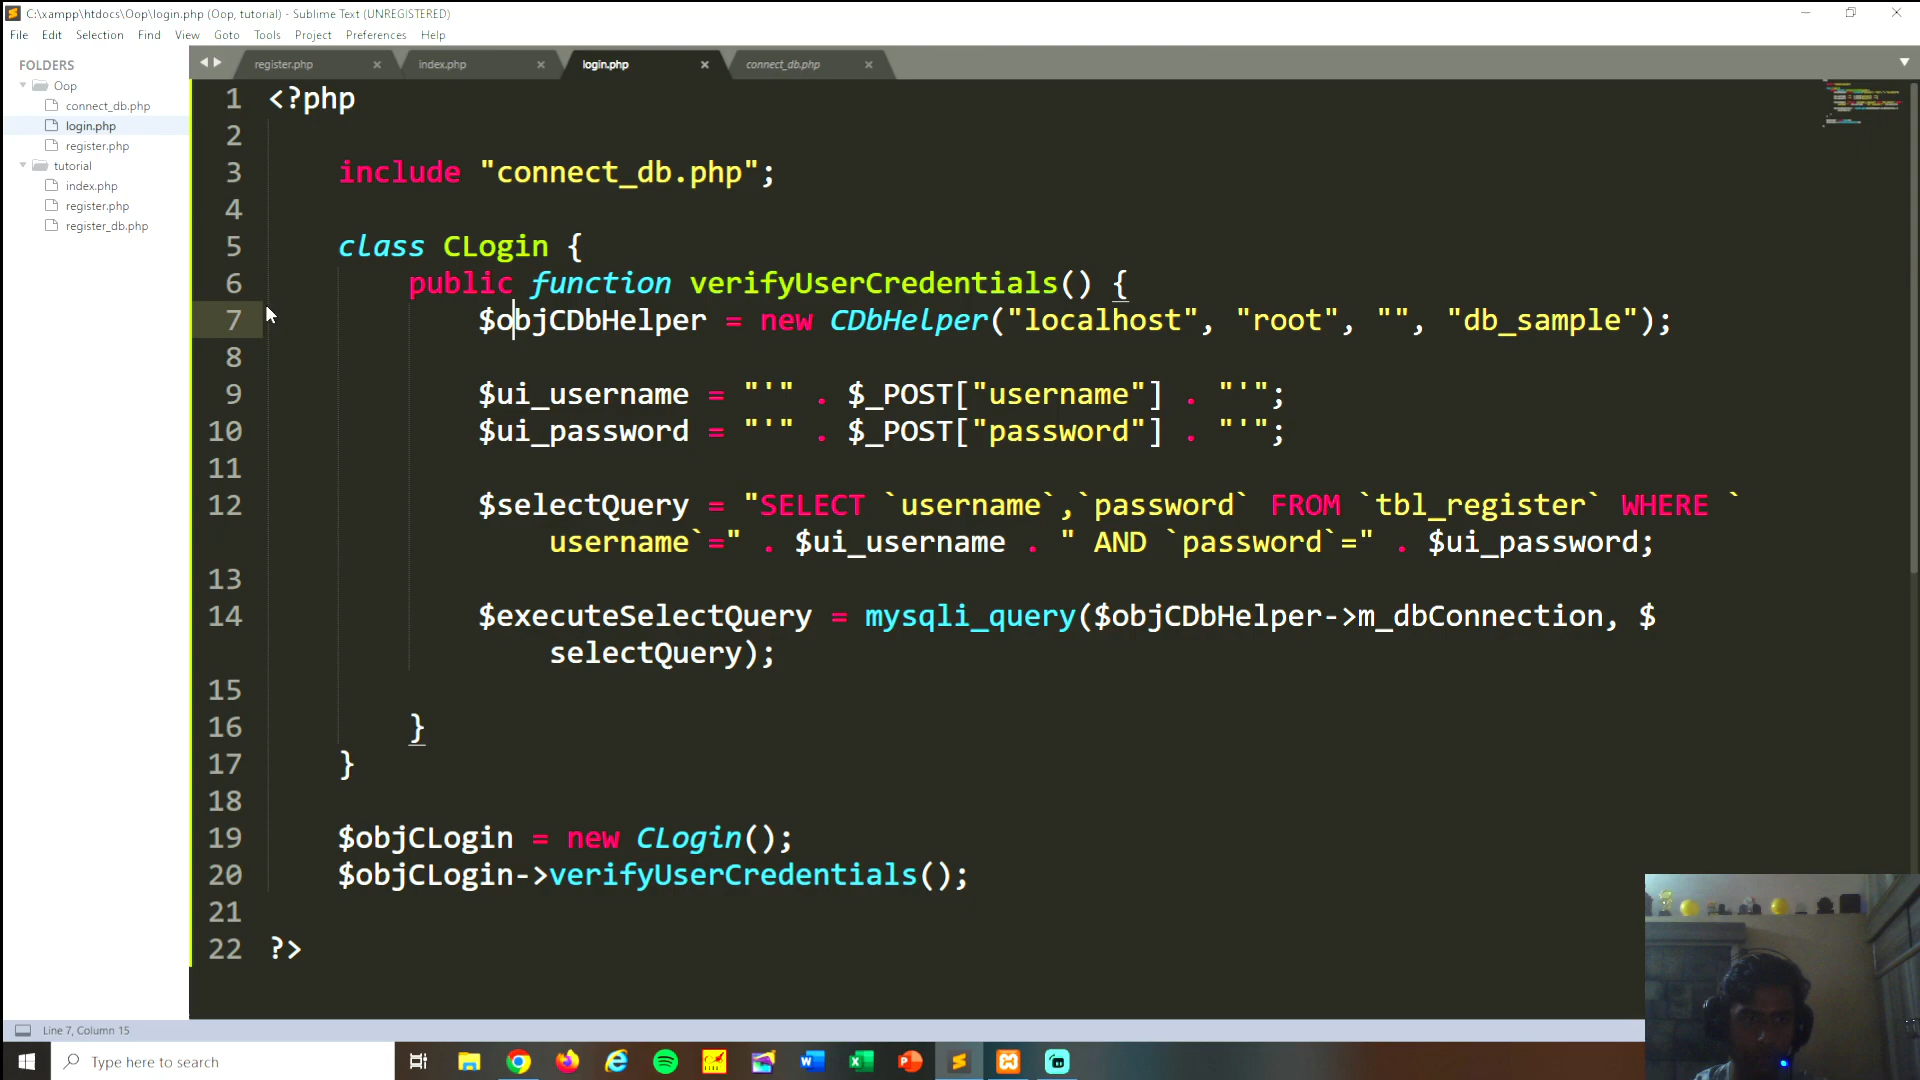 C:\xampp\htdocs\Oop\login.php (Oop, tutorial) - Sublime Text (UNREGISTERED)
File Edit Selection Find View Goto Tools Project Preferences Help
FOLDERS
Oop
connect_db.php
login.php
register.php
tutorial
index.php
register.php
register_db.php
register.php index.php login.php connect_db.php
1 <?php
2
3 include "connect_db.php";
4
5 class CLogin {
6 public function verifyUserCredentials() {
7 $objCDbHelper = new CDbHelper("localhost", "root", "", "db_sample");
8
9 $ui_username = "'" . $_POST["username"] . "'";
10 $ui_password = "'" . $_POST["password"] . "'";
11
12 $selectQuery = "SELECT `username`,`password` FROM `tbl_register` WHERE `
username`=" . $ui_username . " AND `password`=" . $ui_password;
13
14 $executeSelectQuery = mysqli_query($objCDbHelper->m_dbConnection, $
selectQuery);
15
16 }
17 }
18
19 $objCLogin = new CLogin();
20 $objCLogin->verifyUserCredentials();
21
22 ?>
Line 7, Column 15
Type here to search